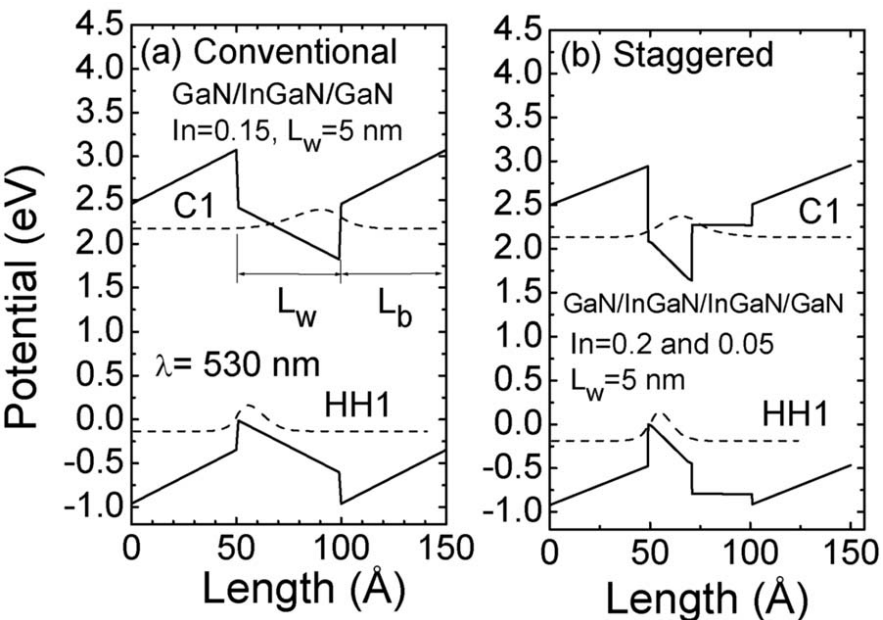 (a) Conventional
GaN/InGaN/GaN
In=0.15, Lw=5 nm
C1
Lw
Lb
λ= 530 nm
HH1
Potential (eV)
4.5
4.0
3.5
3.0
2.5
2.0
1.5
1.0
0.5
0.0
-0.5
-1.0
0 50 100 150
Length (Å)
(b) Staggered
C1
GaN/InGaN/InGaN/GaN
In=0.2 and 0.05
Lw=5 nm
HH1
4.5
4.0
3.5
3.0
2.5
2.0
1.5
1.0
0.5
0.0
-0.5
-1.0
0 50 100 150
Length (Å)